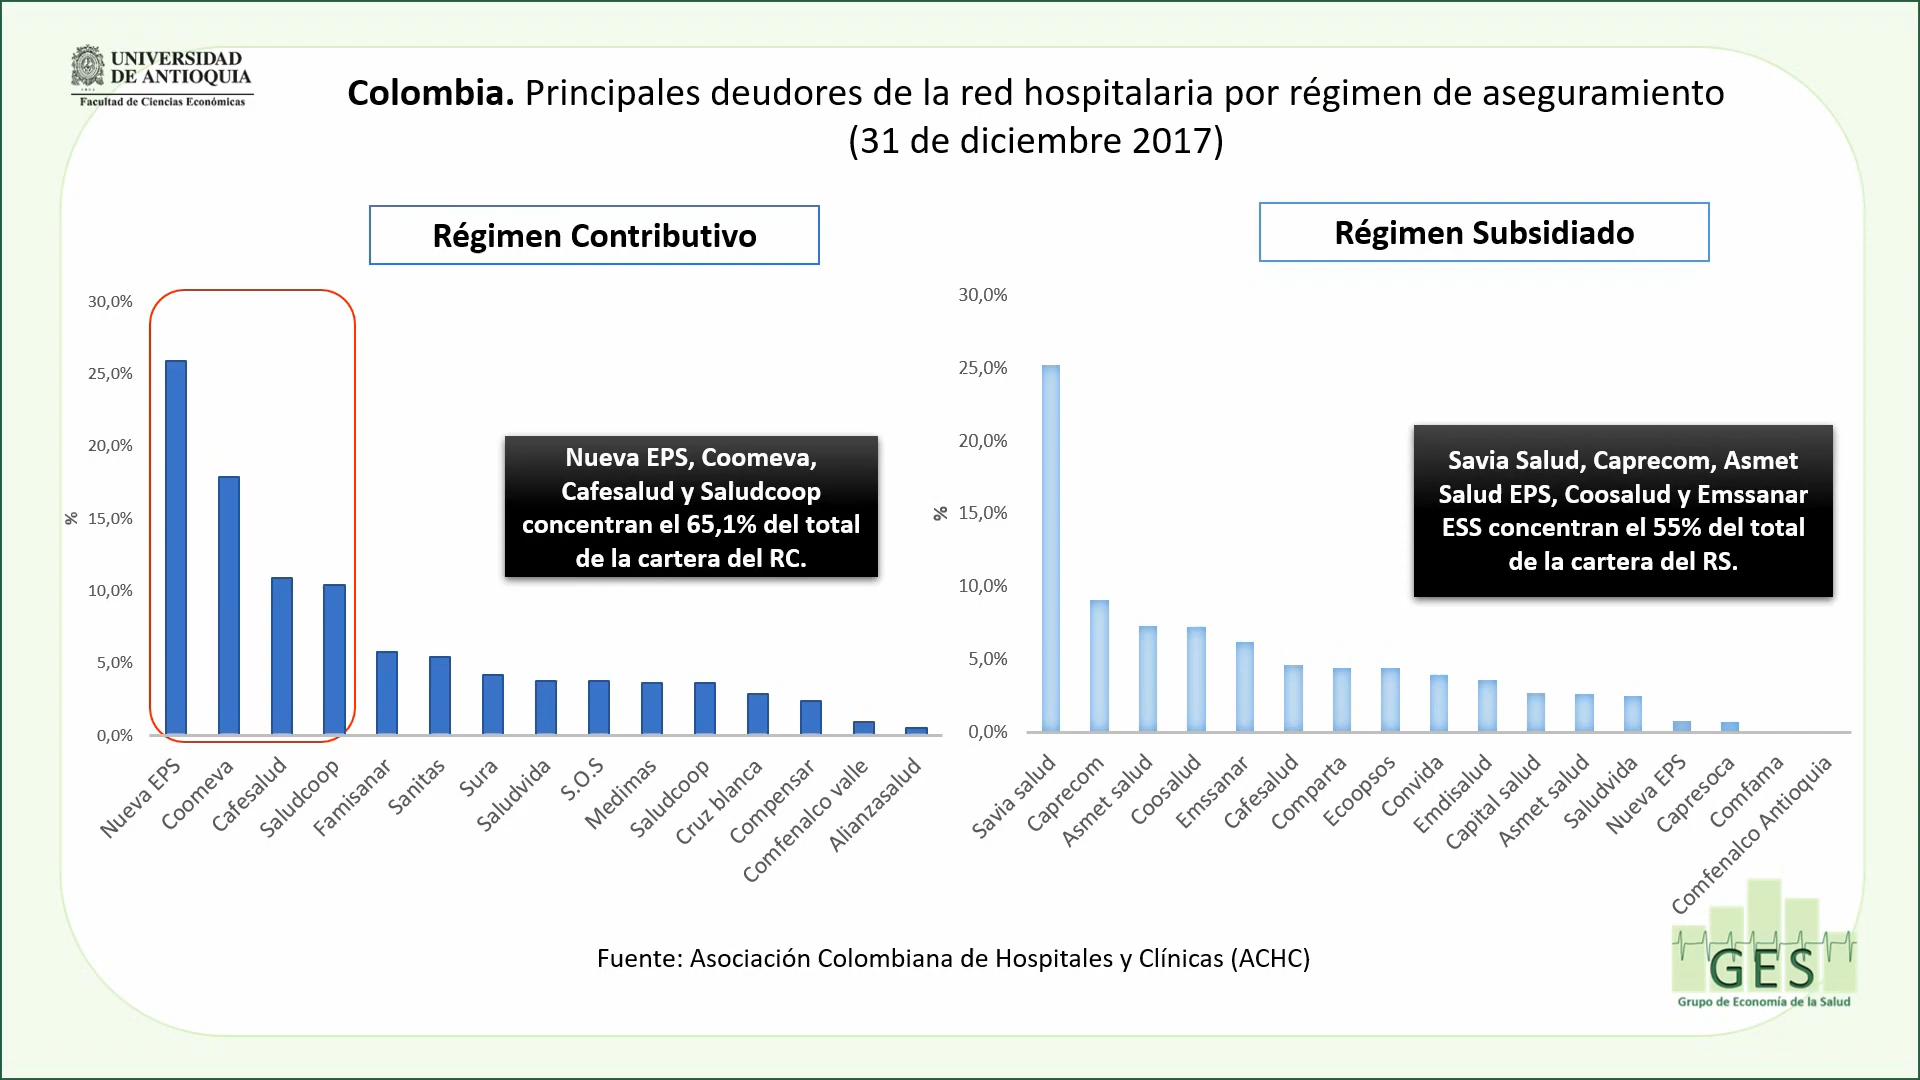 UNIVERSIDAD
DE ANTIOQUIA
1803
Facultad de Ciencias Económicas
Colombia. Principales deudores de la red hospitalaria por régimen de aseguramiento
(31 de diciembre 2017)
Régimen Contributivo
30,0%
25,0%
20,0%
15,0%
10,0%
5,0%
0,0%
%
Nueva EPS, Coomeva,
Cafesalud y Saludcoop
concentran el 65,1% del total
de la cartera del RC.
Nueva EPS
Coomeva
Cafesalud
Saludcoop
Famisanar
Sanitas
Sura
Saludvida
S.O.S
Medimas
Saludcoop
Cruz blanca
Compensar
Comfenalco valle
Alianzasalud
Régimen Subsidiado
30,0%
25,0%
20,0%
15,0%
10,0%
5,0%
0,0%
%
Savia Salud, Caprecom, Asmet
Salud EPS, Coosalud y Emssanar
ESS concentran el 55% del total
de la cartera del RS.
Savia salud
Caprecom
Asmet salud
Coosalud
Emssanar
Cafesalud
Comparta
Ecoopsos
Convida
Emdisalud
Capital salud
Asmet salud
Saludvida
Nueva EPS
Capresoca
Comfama
Comfenalco Antioquia
Fuente: Asociación Colombiana de Hospitales y Clínicas (ACHC)
GES
Grupo de Economía de la Salud